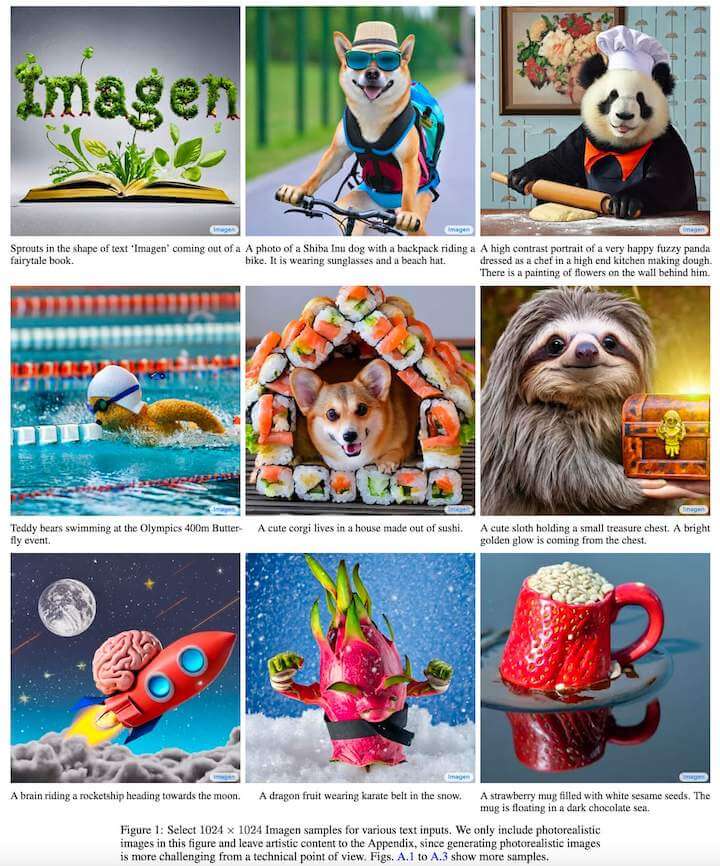 Imagen
Imagen
Imagen
Imagen
Sprouts in the shape of text ‘Imagen’ coming out of a
fairytale book.
A photo of a Shiba Inu dog with a backpack riding a
bike. It is wearing sunglasses and a beach hat.
A high contrast portrait of a very happy fuzzy panda
dressed as a chef in a high end kitchen making dough.
There is a painting of flowers on the wall behind him.
Imagen
Imagen
Imagen
Teddy bears swimming at the Olympics 400m Butter-
fly event.
A cute corgi lives in a house made out of sushi.
A cute sloth holding a small treasure chest. A bright
golden glow is coming from the chest.
Imagen
Imagen
Imagen
A brain riding a rocketship heading towards the moon.
A dragon fruit wearing karate belt in the snow.
A strawberry mug filled with white sesame seeds. The
mug is floating in a dark chocolate sea.
Figure 1: Select 1024 × 1024 Imagen samples for various text inputs. We only include photorealistic
images in this figure and leave artistic content to the Appendix, since generating photorealistic images
is more challenging from a technical point of view. Figs. A.1 to A.3 show more samples.